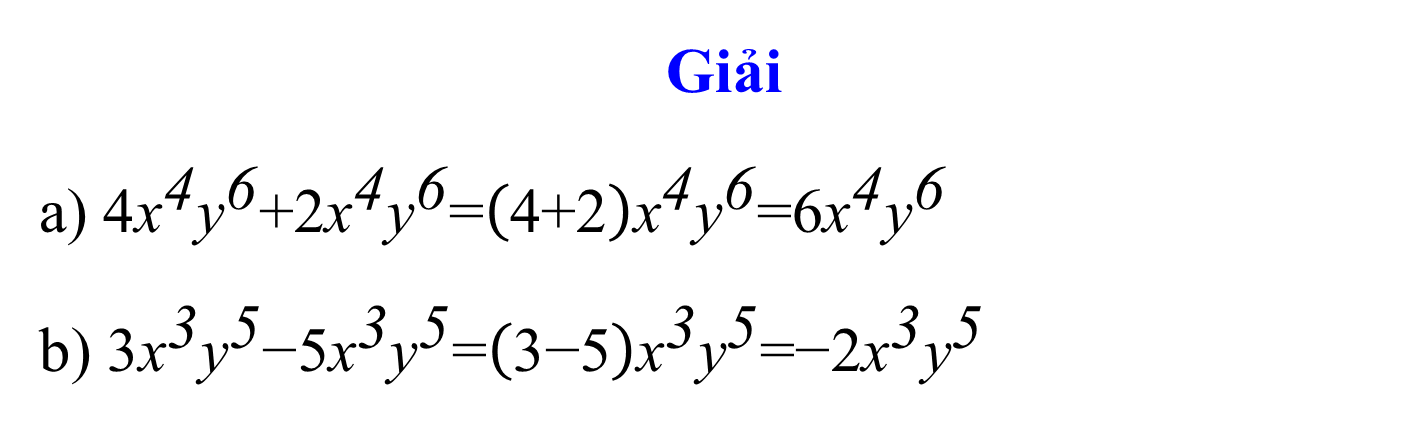 Giải
a) 4x⁴y⁶+2x⁴y⁶=(4+2)x⁴y⁶=6x⁴y⁶
b) 3x³y⁵−5x³y⁵=(3−5)x³y⁵=−2x³y⁵